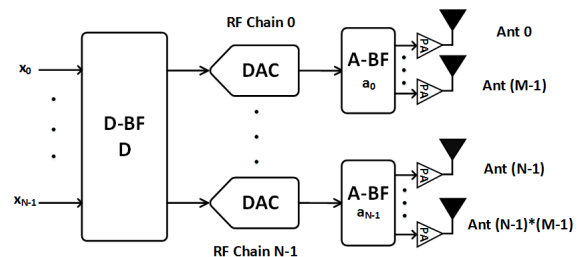 RF Chain 0
x0
D-BF
D
DAC
A-BF
a0
PA
PA
Ant 0
Ant (M-1)
xN-1
DAC
RF Chain N-1
A-BF
aN-1
PA
PA
Ant (N-1)
Ant (N-1)*(M-1)